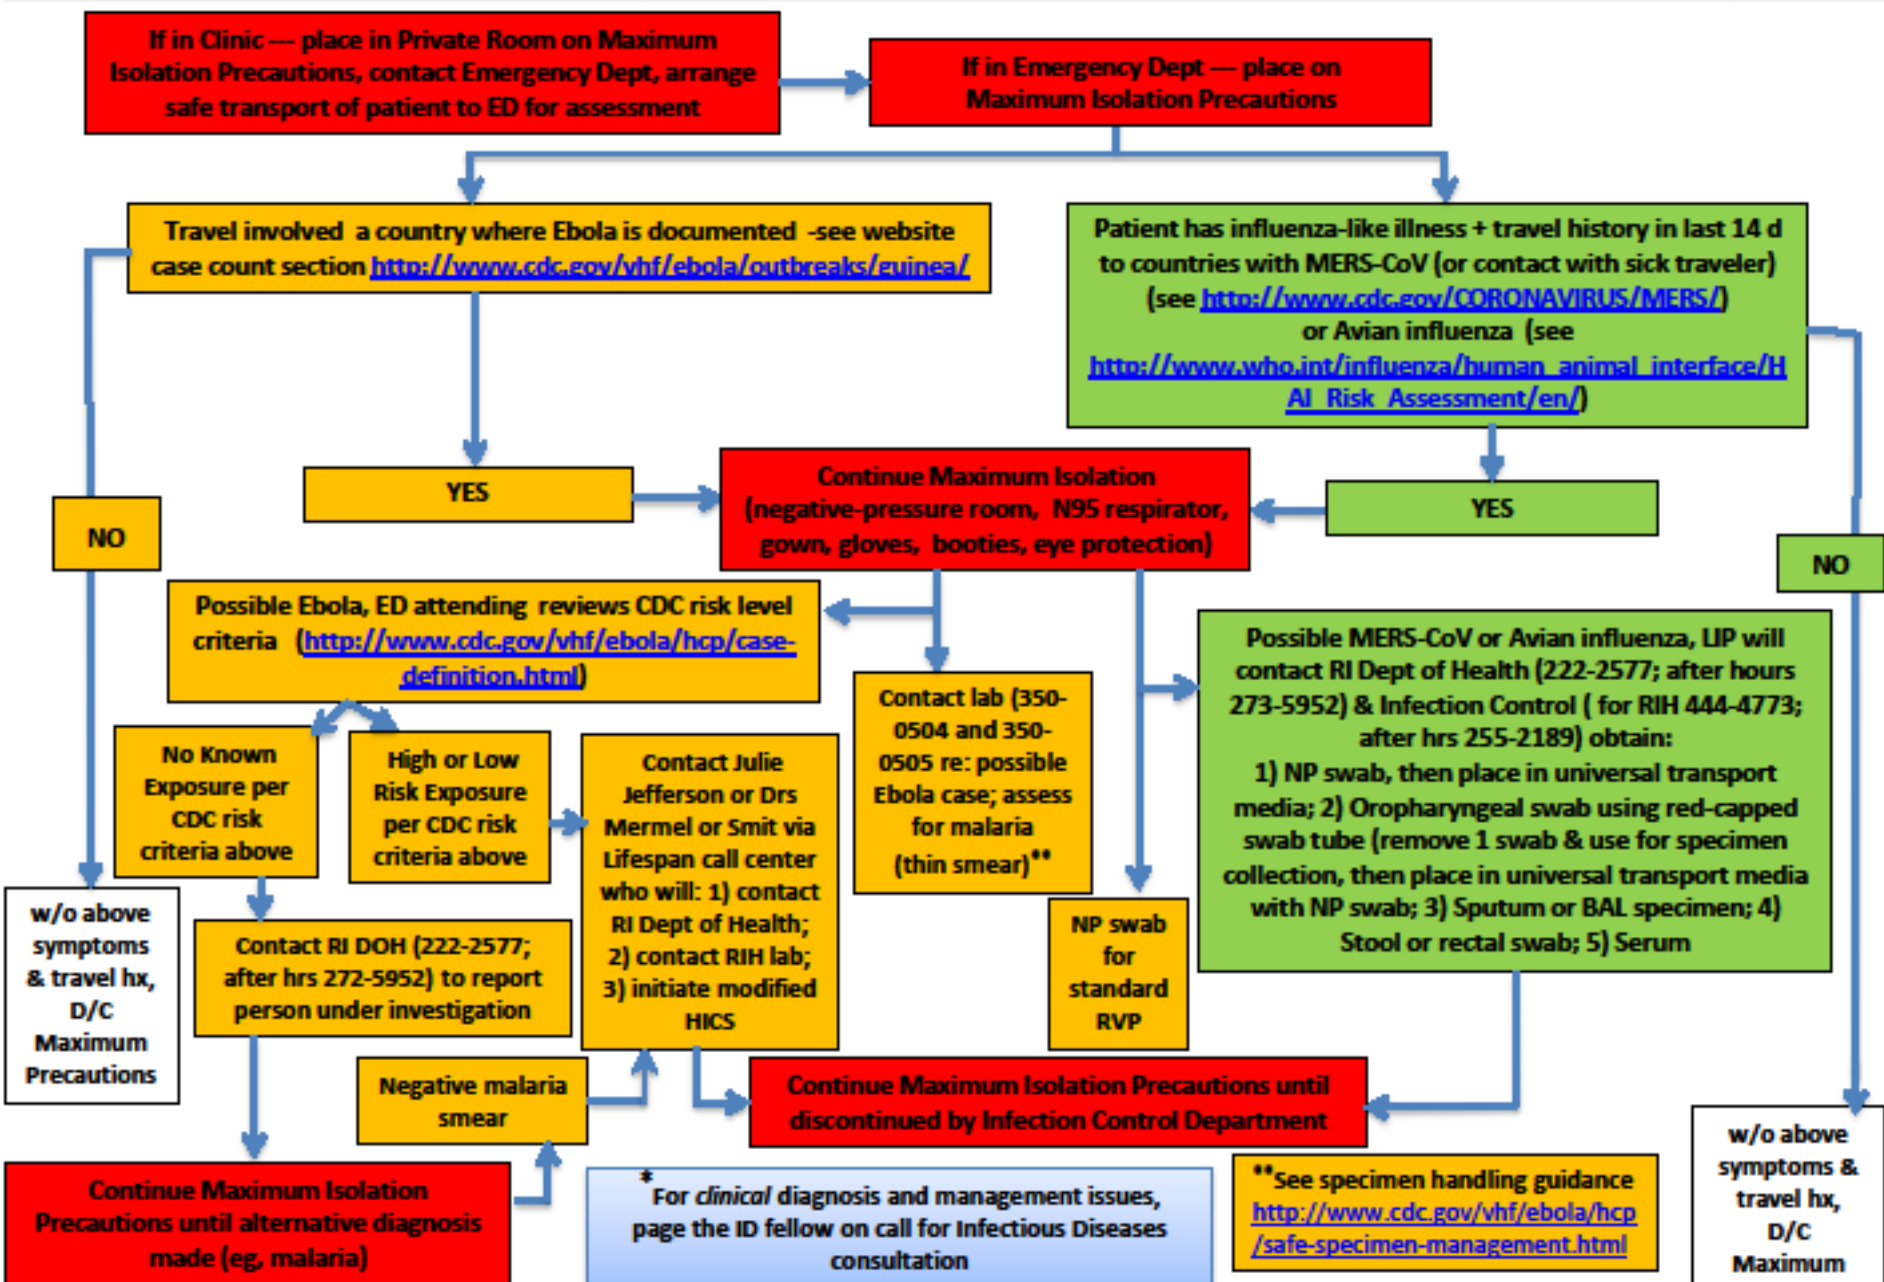 If in Clinic --- place in Private Room on Maximum
Isolation Precautions, contact Emergency Dept, arrange
safe transport of patient to ED for assessment
If in Emergency Dept --- place on
Maximum Isolation Precautions
Travel involved a country where Ebola is documented -see website
case count section http://www.cdc.gov/vhf/ebola/outbreaks/guinea/
Patient has influenza-like illness + travel history in last 14 d
to countries with MERS-CoV (or contact with sick traveler)
(see http://www.cdc.gov/CORONAVIRUS/MERS/)
or Avian influenza (see
http://www.who.int/influenza/human_animal_interface/H
AI_Risk_Assessment/en/)
YES
Continue Maximum Isolation
(negative-pressure room, N95 respirator,
gown, gloves, booties, eye protection)
YES
NO
NO
Possible Ebola, ED attending reviews CDC risk level
criteria (http://www.cdc.gov/vhf/ebola/hcp/case-
definition.html)
Possible MERS-CoV or Avian influenza, LIP will
contact RI Dept of Health (222-2577; after hours
273-5952) & Infection Control ( for RIH 444-4773;
after hrs 255-2189) obtain:
1) NP swab, then place in universal transport
media; 2) Oropharyngeal swab using red-capped
swab tube (remove 1 swab & use for specimen
collection, then place in universal transport media
with NP swab; 3) Sputum or BAL specimen; 4)
Stool or rectal swab; 5) Serum
Contact lab (350-
0504 and 350-
0505 re: possible
Ebola case; assess
for malaria
(thin smear)**
No Known
Exposure per
CDC risk
criteria above
High or Low
Risk Exposure
per CDC risk
criteria above
Contact Julie
Jefferson or Drs
Mermel or Smit via
Lifespan call center
who will: 1) contact
RI Dept of Health;
2) contact RIH lab;
3) initiate modified
HICS
NP swab
for
standard
RVP
w/o above
symptoms
& travel hx,
D/C
Maximum
Precautions
Contact RI DOH (222-2577;
after hrs 272-5952) to report
person under investigation
Negative malaria
smear
Continue Maximum Isolation Precautions until
discontinued by Infection Control Department
Continue Maximum Isolation
Precautions until alternative diagnosis
made (eg, malaria)
*For clinical diagnosis and management issues,
page the ID fellow on call for Infectious Diseases
consultation
**See specimen handling guidance
http://www.cdc.gov/vhf/ebola/hcp
/safe-specimen-management.html
w/o above
symptoms &
travel hx,
D/C
Maximum